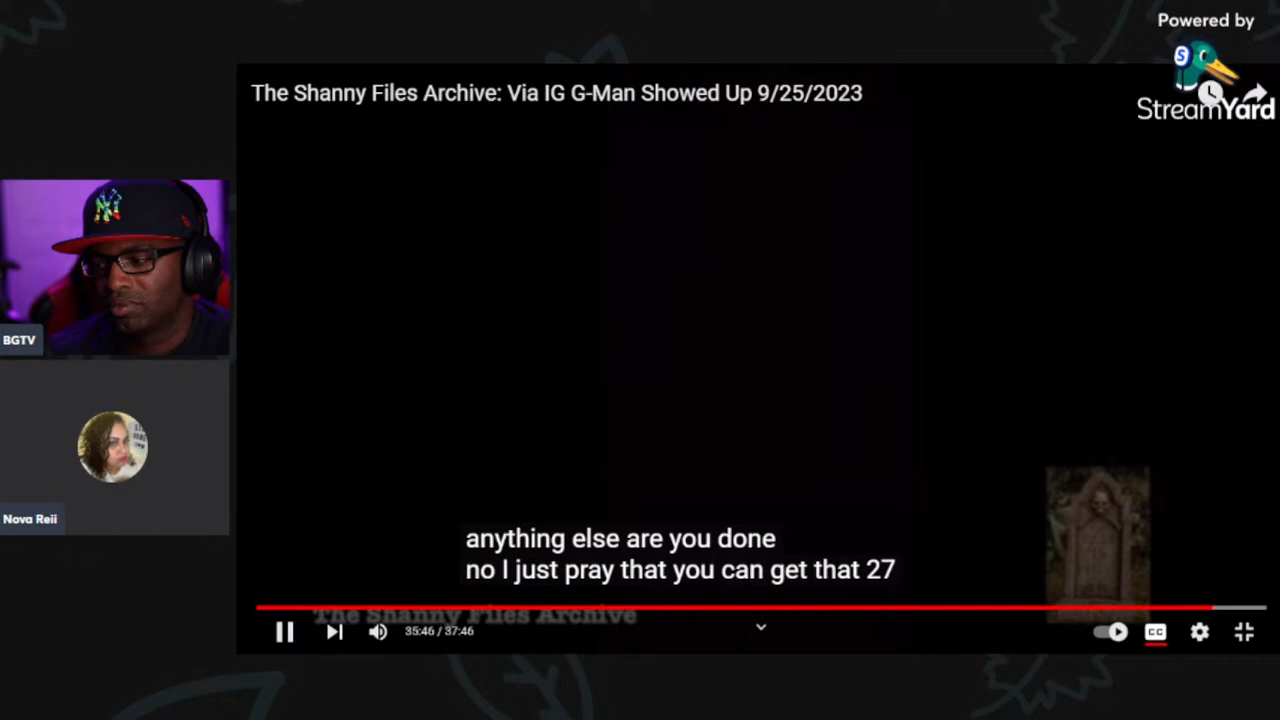 Powered by
S
StreamYard
The Shanny Files Archive: Via IG G-Man Showed Up 9/25/2023
NY
BGTV
Nova Reii
anything else are you done
no I just pray that you can get that 27
The Shanny Files Archive
35:46 / 37:46
CC